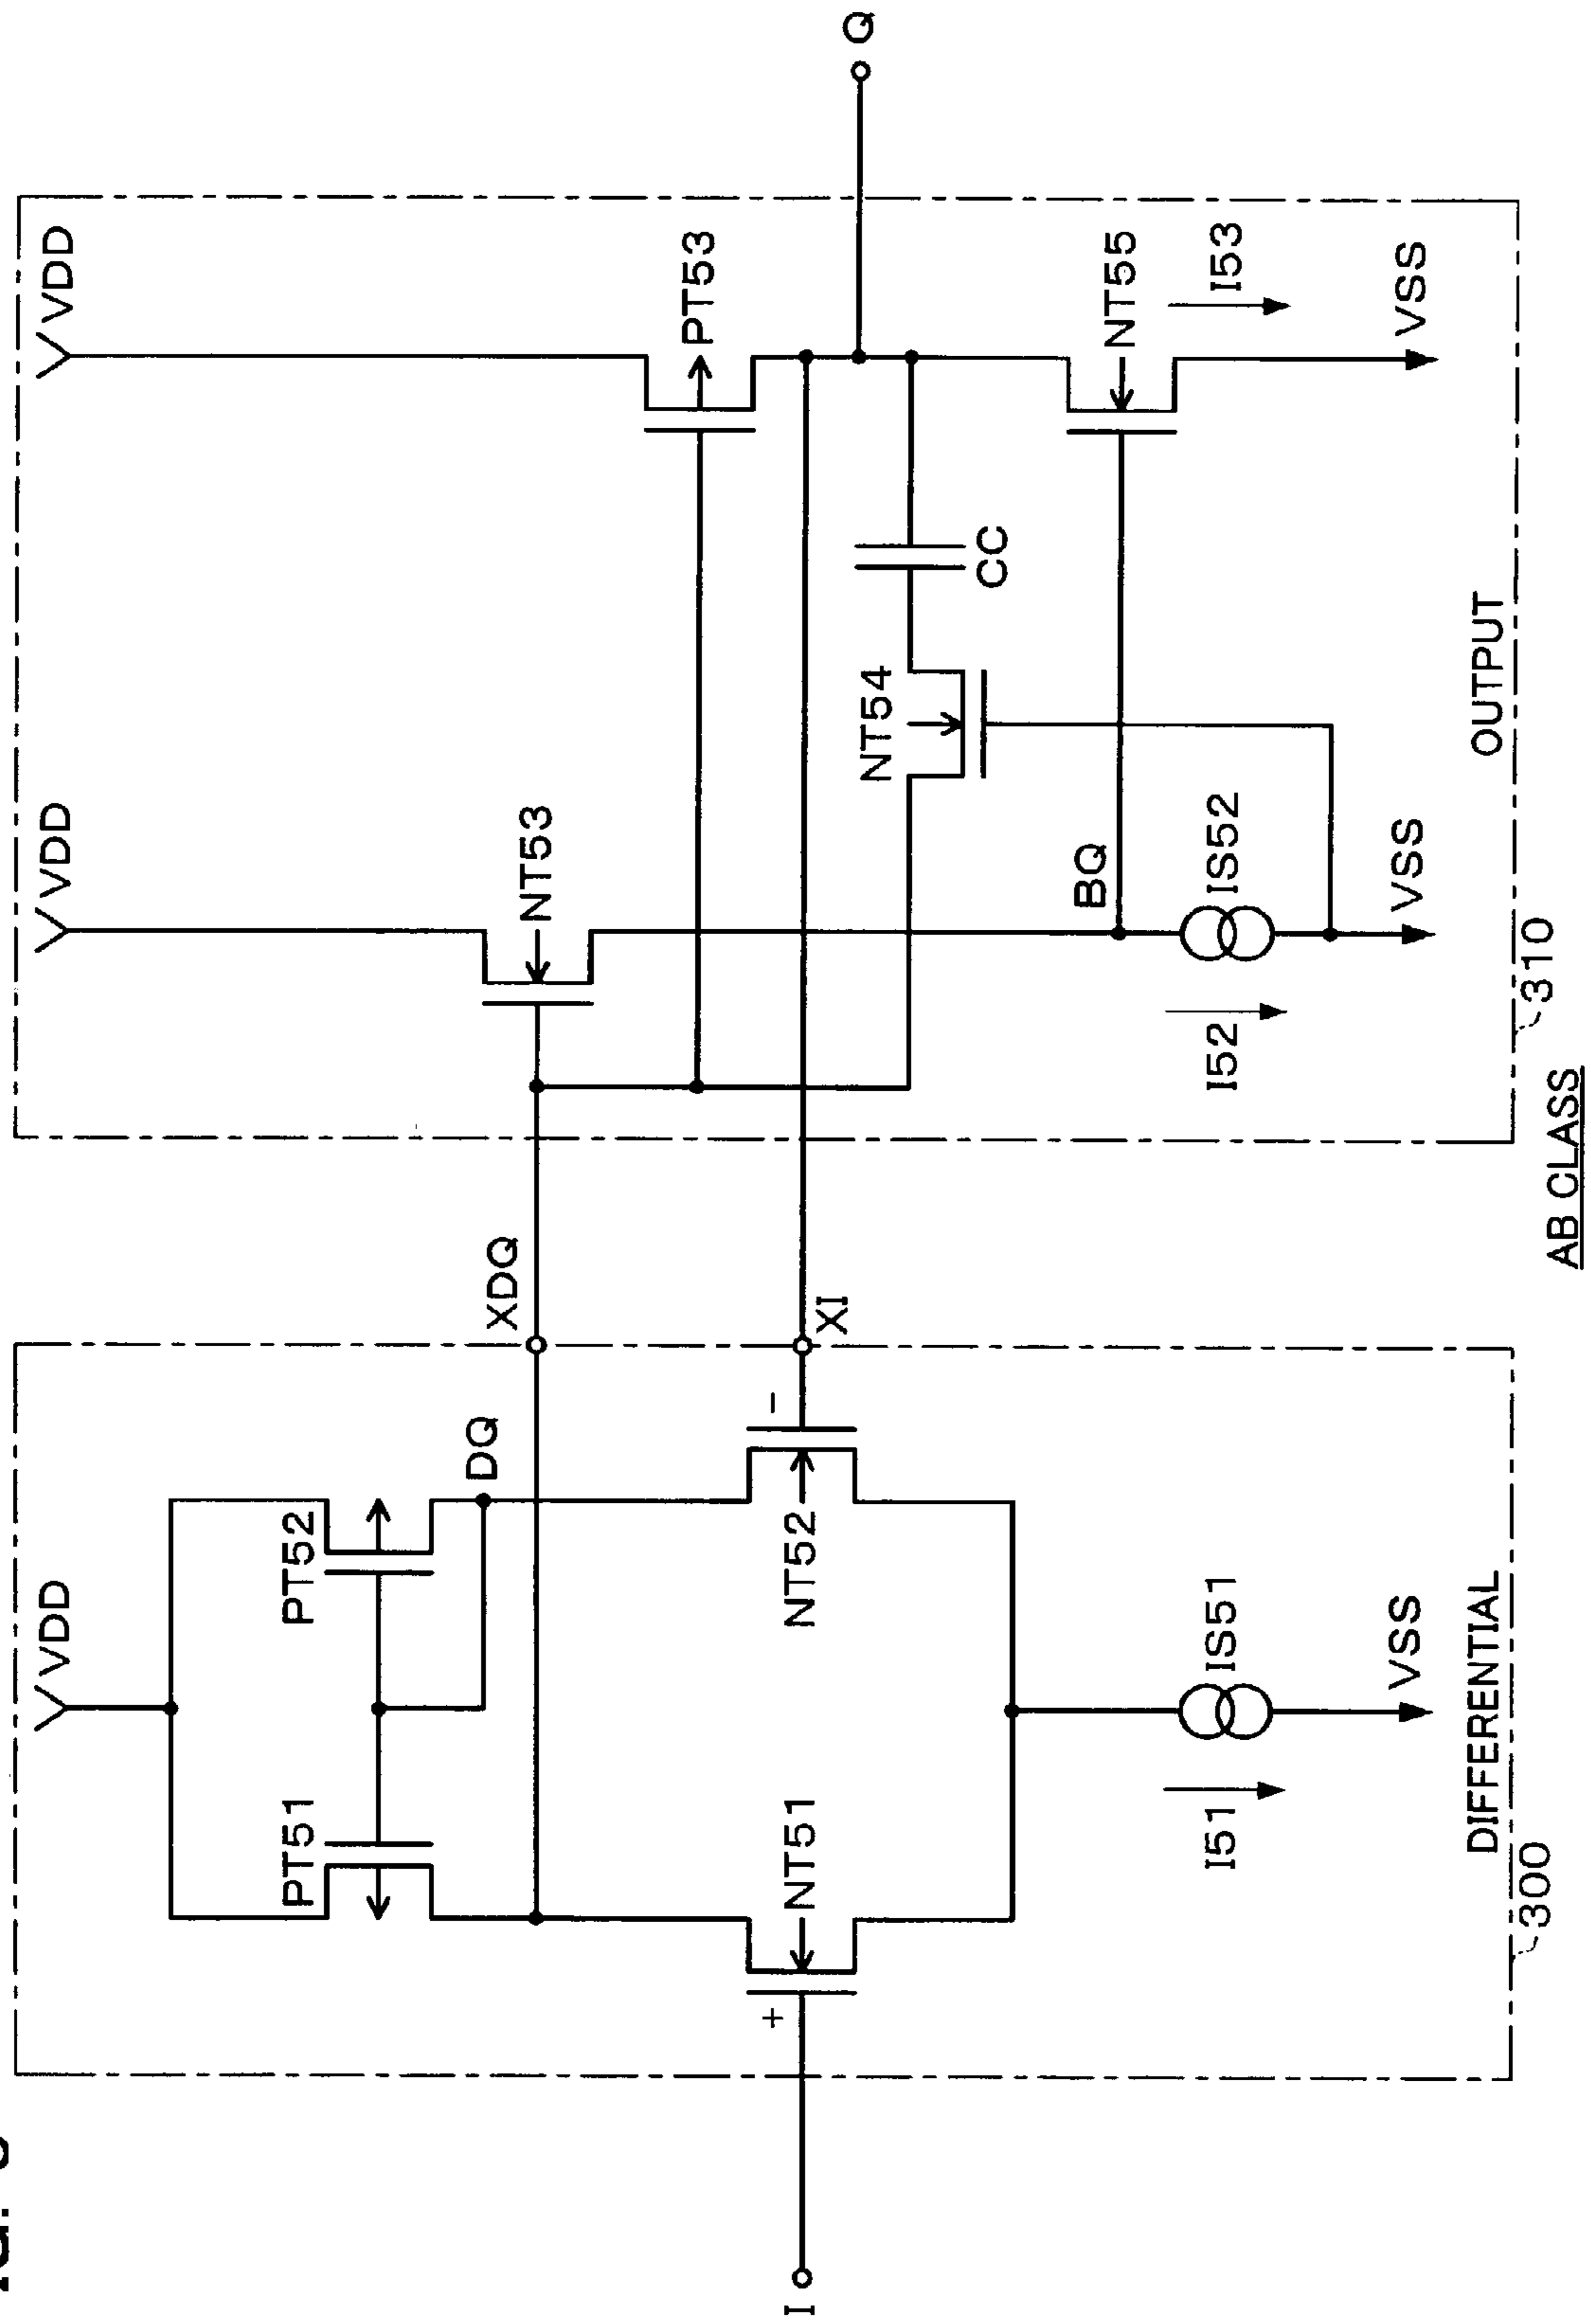 VDD
VDD
VDD
PT51
PT52
DQ
XDQ
NT53
PT53
I
+
NT51
NT52
-
XI
NT54
CC
Q
BQ
NT55
I51
IS51
I52
IS52
I53
VSS
VSS
VSS
DIFFERENTIAL
OUTPUT
300
310
AB CLASS